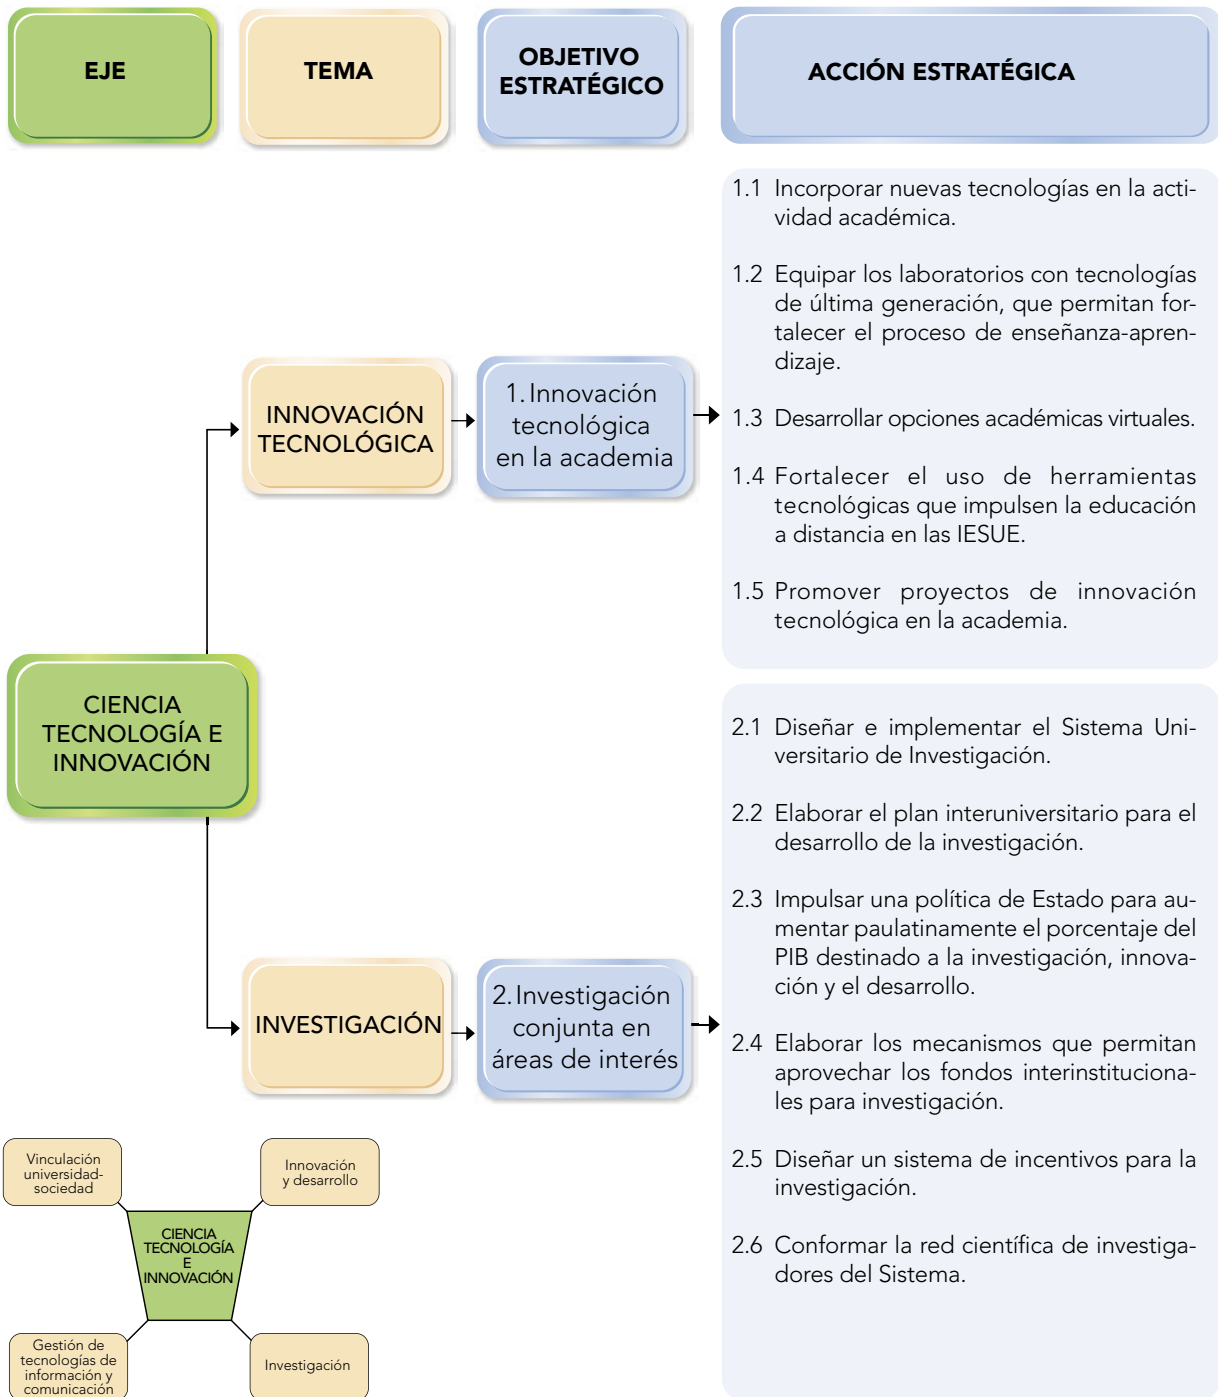 EJE
TEMA
OBJETIVO
ESTRATÉGICO
ACCIÓN ESTRATÉGICA
CIENCIA
TECNOLOGÍA E
INNOVACIÓN
INNOVACIÓN
TECNOLÓGICA
1. Innovación
tecnológica
en la academia
1.1 Incorporar nuevas tecnologías en la acti-
vidad académica.
1.2 Equipar los laboratorios con tecnologías
de última generación, que permitan for-
talecer el proceso de enseñanza-apren-
dizaje.
1.3 Desarrollar opciones académicas virtuales.
1.4 Fortalecer el uso de herramientas
tecnológicas que impulsen la educación
a distancia en las IESUE.
1.5 Promover proyectos de innovación
tecnológica en la academia.
INVESTIGACIÓN
2. Investigación
conjunta en
áreas de interés
2.1 Diseñar e implementar el Sistema Uni-
versitario de Investigación.
2.2 Elaborar el plan interuniversitario para el
desarrollo de la investigación.
2.3 Impulsar una política de Estado para au-
mentar paulatinamente el porcentaje del
PIB destinado a la investigación, innova-
ción y el desarrollo.
2.4 Elaborar los mecanismos que permitan
aprovechar los fondos interinstituciona-
les para investigación.
2.5 Diseñar un sistema de incentivos para la
investigación.
2.6 Conformar la red científica de investiga-
dores del Sistema.
Vinculación
universidad-
sociedad
Innovación
y desarrollo
CIENCIA
TECNOLOGÍA
E
INNOVACIÓN
Gestión de
tecnologías de
información y
comunicación
Investigación